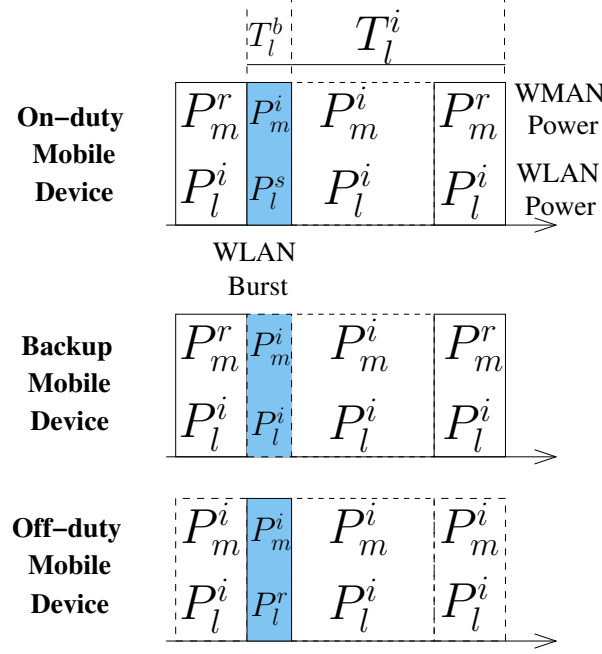 T_l^b T_l^i
P_m^r P_m^i P_m^i P_m^r WMAN
On–duty Power
Mobile
Device P_l^i P_l^s P_l^i P_l^i WLAN
Power
WLAN
Burst
P_m^r P_m^i P_m^i P_m^r
Backup
Mobile
Device P_l^i P_l^i P_l^i P_l^i
P_m^i P_m^i P_m^i P_m^i
Off–duty
Mobile
Device P_l^i P_l^r P_l^i P_l^i